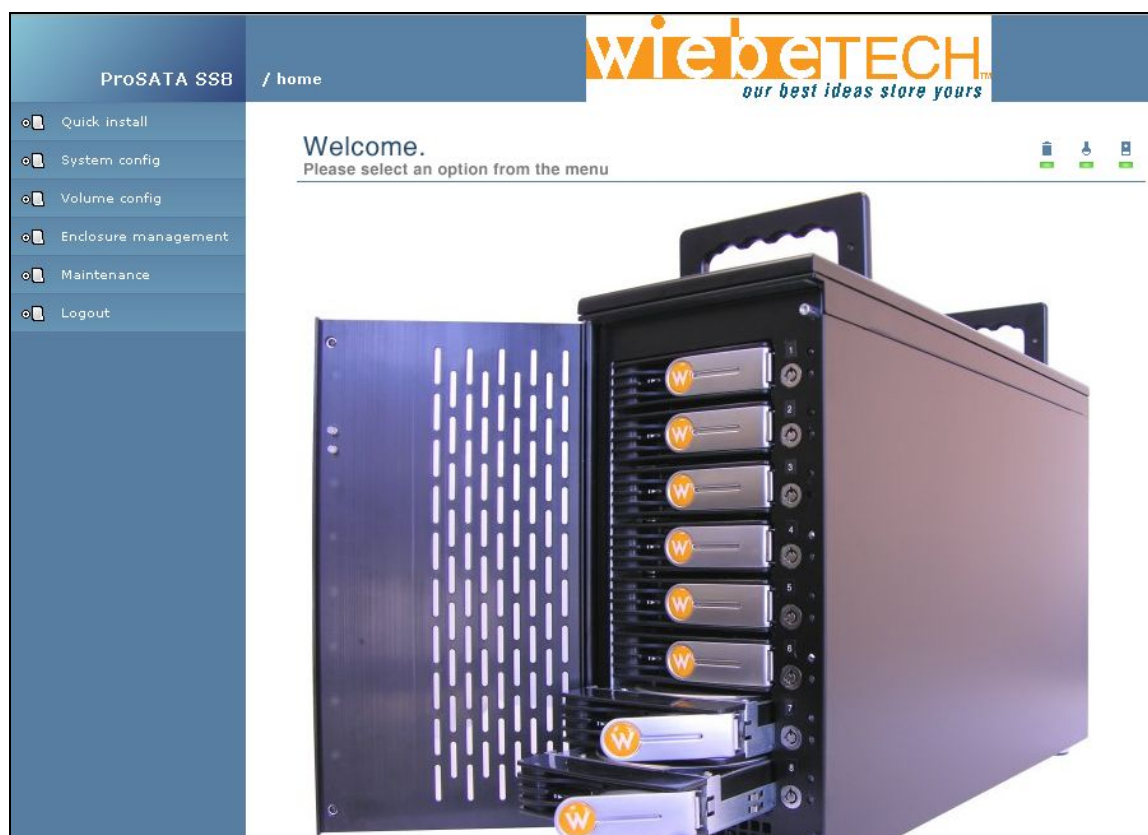 ProSATA SS8
/ home
wiebeTECH™
our best ideas store yours
Quick install
System config
Volume config
Enclosure management
Maintenance
Logout
Welcome.
Please select an option from the menu
W
1
W
2
W
3
W
4
W
5
W
6
W
7
W
8